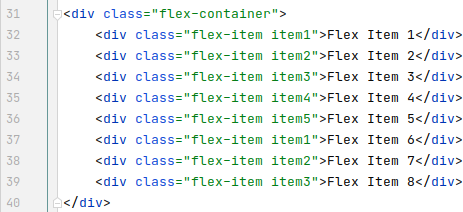 31 <div class="flex-container">
32     <div class="flex-item item1">Flex Item 1</div>
33     <div class="flex-item item2">Flex Item 2</div>
34     <div class="flex-item item3">Flex Item 3</div>
35     <div class="flex-item item4">Flex Item 4</div>
36     <div class="flex-item item5">Flex Item 5</div>
37     <div class="flex-item item1">Flex Item 6</div>
38     <div class="flex-item item2">Flex Item 7</div>
39     <div class="flex-item item3">Flex Item 8</div>
40 </div>